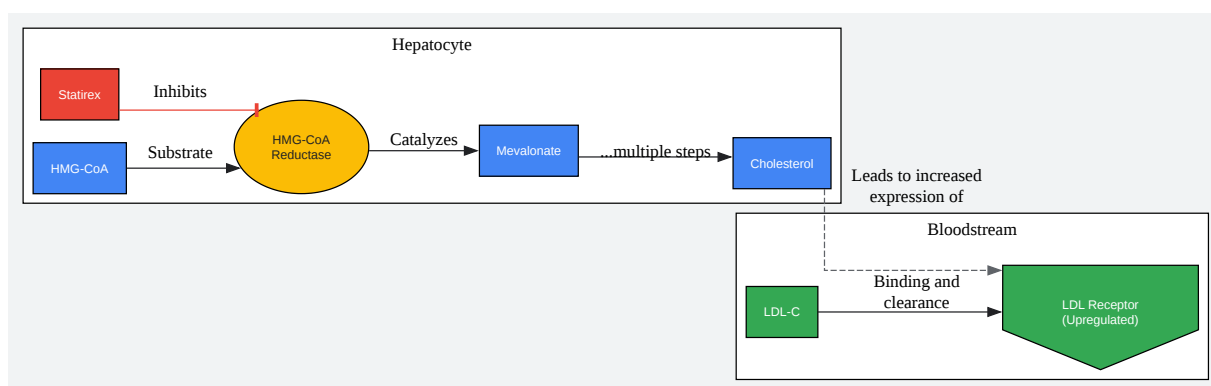 Hepatocyte
Statirex
Inhibits
HMG-CoA
Substrate
HMG-CoA
Reductase
Catalyzes
Mevalonate
...multiple steps
Cholesterol
Leads to increased
expression of
Bloodstream
LDL-C
Binding and
clearance
LDL Receptor
(Upregulated)